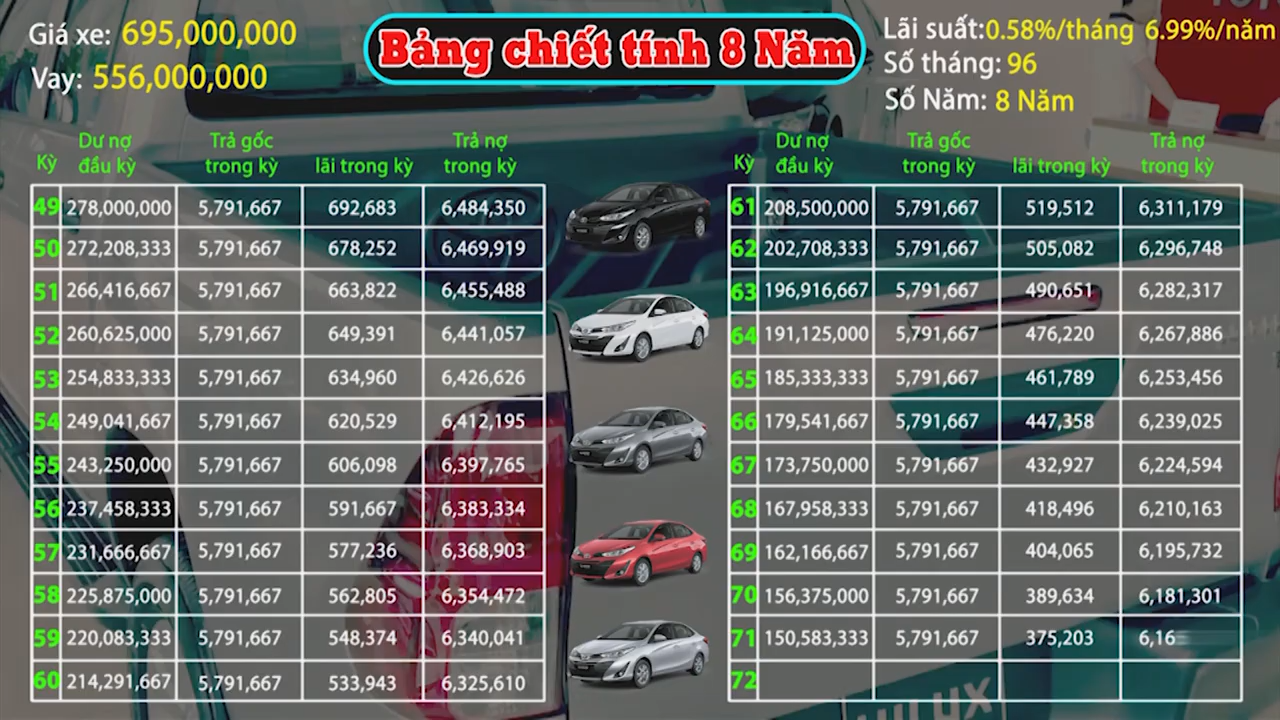 Giá xe: 695,000,000
Vay: 556,000,000
Bảng chiết tính 8 Năm
Lãi suất:0.58%/tháng 6.99%/năm
Số tháng: 96
Số Năm: 8 Năm
Kỳ Dư nợ đầu kỳ Trả gốc trong kỳ lãi trong kỳ Trả nợ trong kỳ
49 278,000,000 5,791,667 692,683 6,484,350
50 272,208,333 5,791,667 678,252 6,469,919
51 266,416,667 5,791,667 663,822 6,455,488
52 260,625,000 5,791,667 649,391 6,441,057
53 254,833,333 5,791,667 634,960 6,426,626
54 249,041,667 5,791,667 620,529 6,412,195
55 243,250,000 5,791,667 606,098 6,397,765
56 237,458,333 5,791,667 591,667 6,383,334
57 231,666,667 5,791,667 577,236 6,368,903
58 225,875,000 5,791,667 562,805 6,354,472
59 220,083,333 5,791,667 548,374 6,340,041
60 214,291,667 5,791,667 533,943 6,325,610
Kỳ Dư nợ đầu kỳ Trả gốc trong kỳ lãi trong kỳ Trả nợ trong kỳ
61 208,500,000 5,791,667 519,512 6,311,179
62 202,708,333 5,791,667 505,082 6,296,748
63 196,916,667 5,791,667 490,651 6,282,317
64 191,125,000 5,791,667 476,220 6,267,886
65 185,333,333 5,791,667 461,789 6,253,456
66 179,541,667 5,791,667 447,358 6,239,025
67 173,750,000 5,791,667 432,927 6,224,594
68 167,958,333 5,791,667 418,496 6,210,163
69 162,166,667 5,791,667 404,065 6,195,732
70 156,375,000 5,791,667 389,634 6,181,301
71 150,583,333 5,791,667 375,203 6,16
72